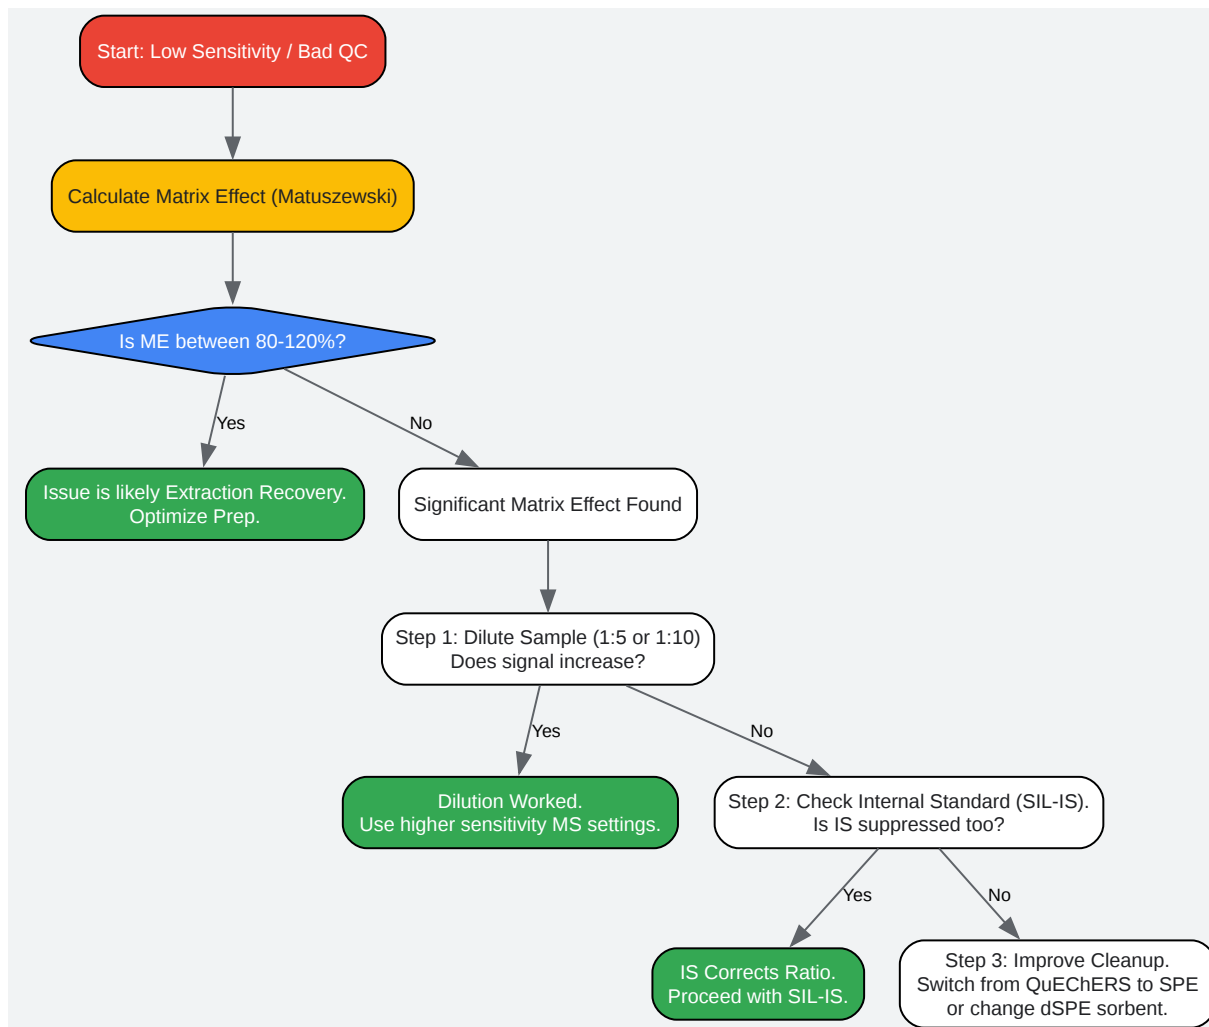 Start: Low Sensitivity / Bad QC
Calculate Matrix Effect (Matuszewski)
Is ME between 80-120%?
Yes
No
Issue is likely Extraction Recovery.
Optimize Prep.
Significant Matrix Effect Found
Step 1: Dilute Sample (1:5 or 1:10)
Does signal increase?
Yes
No
Dilution Worked.
Use higher sensitivity MS settings.
Step 2: Check Internal Standard (SIL-IS).
Is IS suppressed too?
Yes
No
IS Corrects Ratio.
Proceed with SIL-IS.
Step 3: Improve Cleanup.
Switch from QuEChERS to SPE
or change dSPE sorbent.